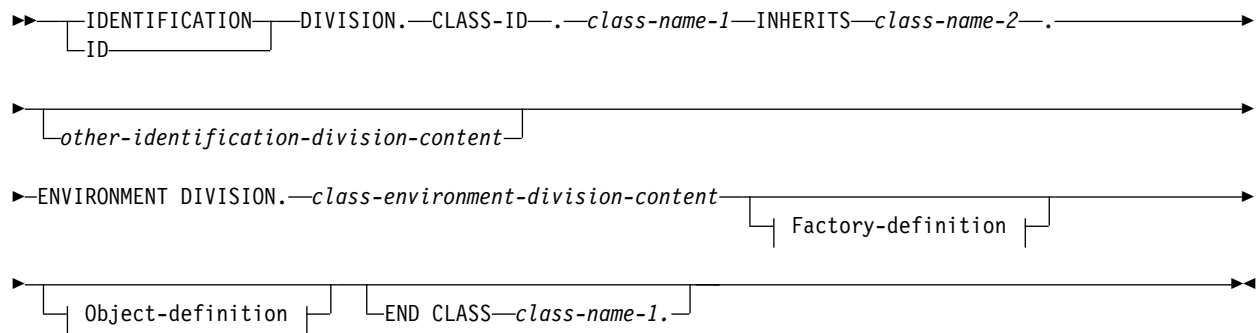 IDENTIFICATION DIVISION. CLASS-ID . class-name-1 INHERITS class-name-2 .
ID
other-identification-division-content
ENVIRONMENT DIVISION. class-environment-division-content
Factory-definition
Object-definition END CLASS class-name-1.